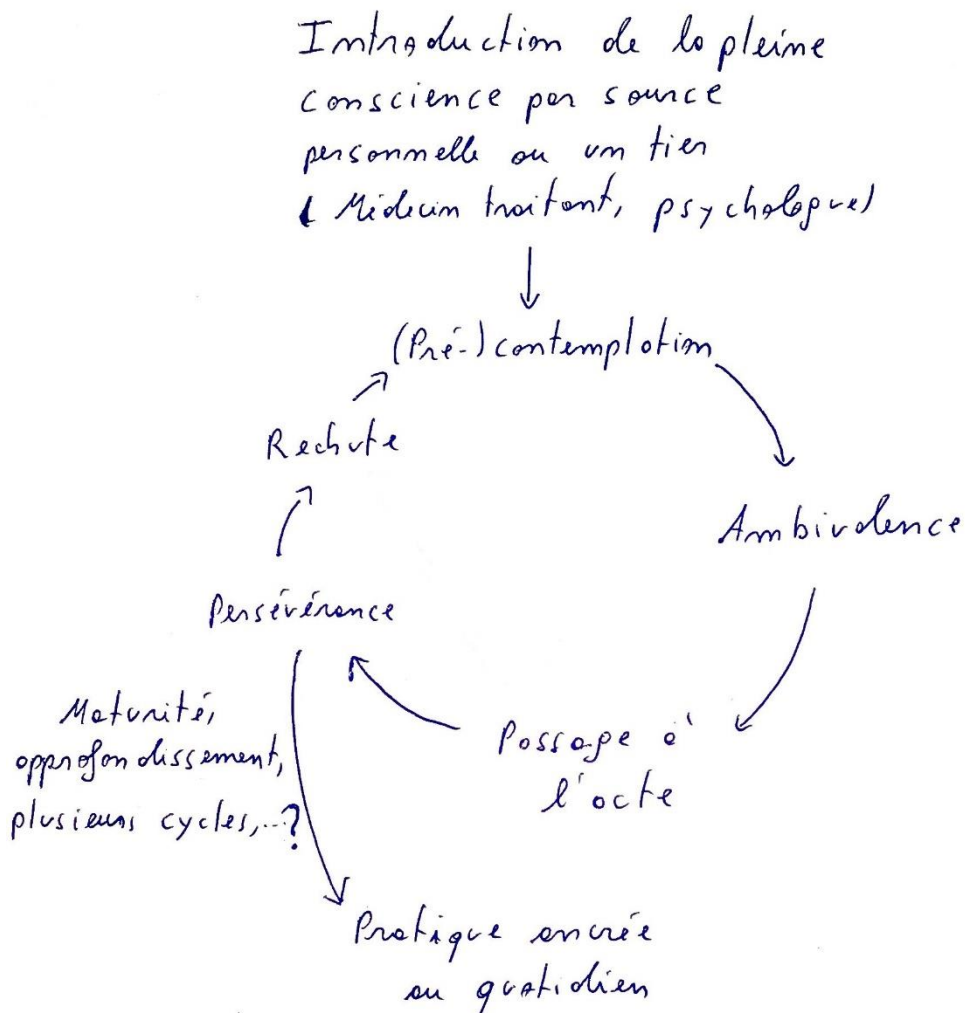 Introduction de la pleine
conscience par source
personnelle ou un tier
(Médecin traitant, psychologue)
(Pré-)contemplation
Rechute
Ambivalence
Persévérance
Maturité,
approfondissement,
plusieurs cycles,...?
Passage à
l'acte
Pratique ancrée
au quotidien